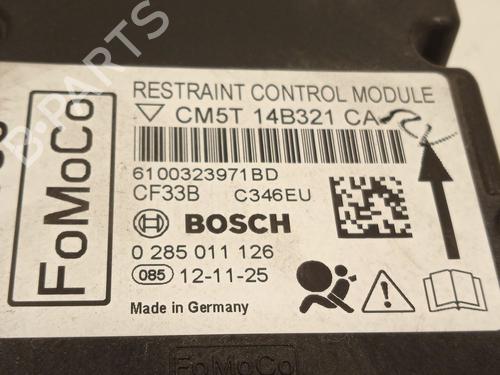 FoMoCo
RESTRAINT CONTROL MODULE
CM5T 14B321 CA
6100323971BD
CF33B C346EU
BOSCH
0 285 011 126
085 12-11-25
Made in Germany
FoMoCo
B-PARTS